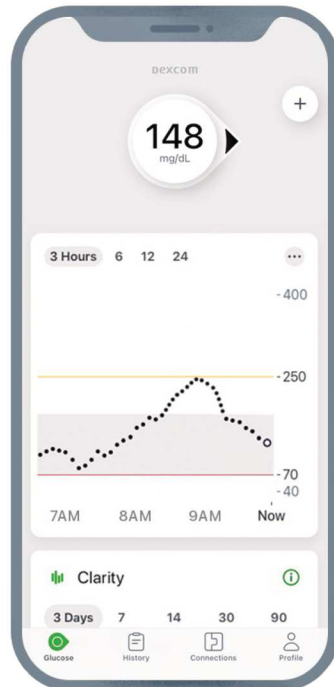 Dexcom
+
148
mg/dL
3 Hours 6 12 24 ...
-400
-250
-70
-40
7AM 8AM 9AM Now
Clarity
3 Days 7 14 30 90
Glucose History Connections Profile